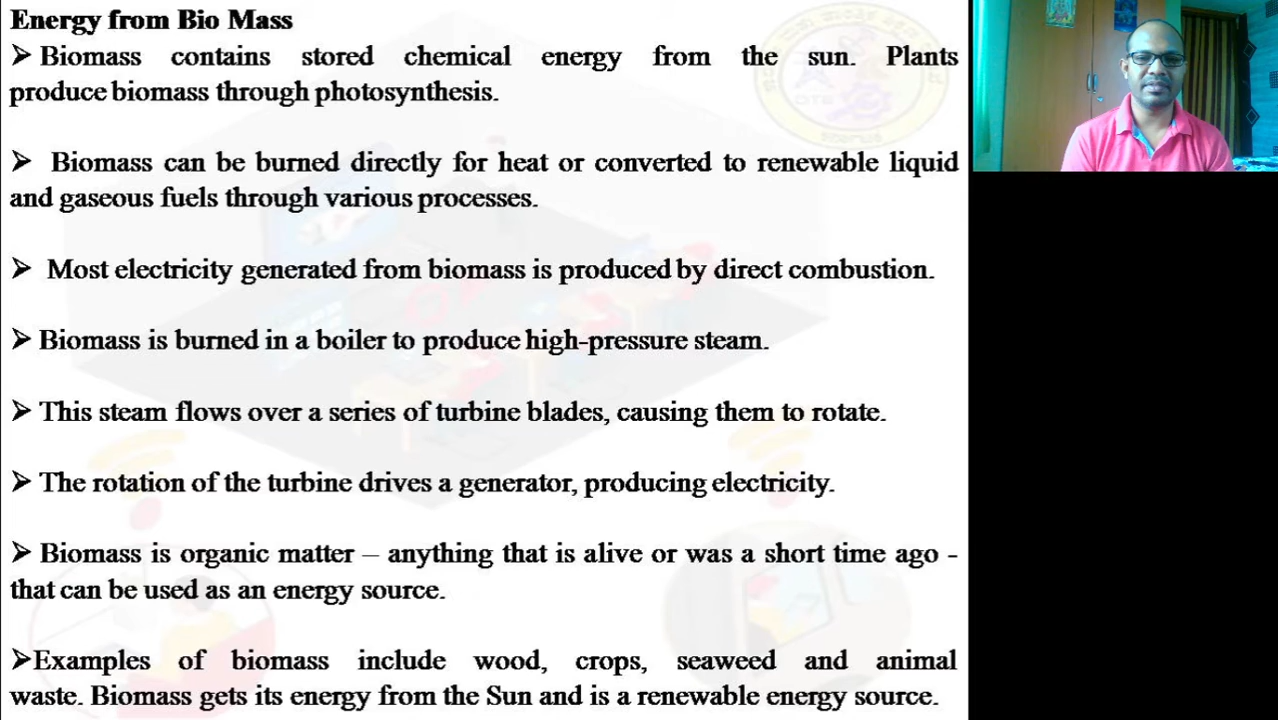 Energy from Bio Mass
➢ Biomass contains stored chemical energy from the sun. Plants
produce biomass through photosynthesis.
➢ Biomass can be burned directly for heat or converted to renewable liquid
and gaseous fuels through various processes.
➢ Most electricity generated from biomass is produced by direct combustion.
➢ Biomass is burned in a boiler to produce high-pressure steam.
➢ This steam flows over a series of turbine blades, causing them to rotate.
➢ The rotation of the turbine drives a generator, producing electricity.
➢ Biomass is organic matter – anything that is alive or was a short time ago -
that can be used as an energy source.
➢Examples of biomass include wood, crops, seaweed and animal
waste. Biomass gets its energy from the Sun and is a renewable energy source.